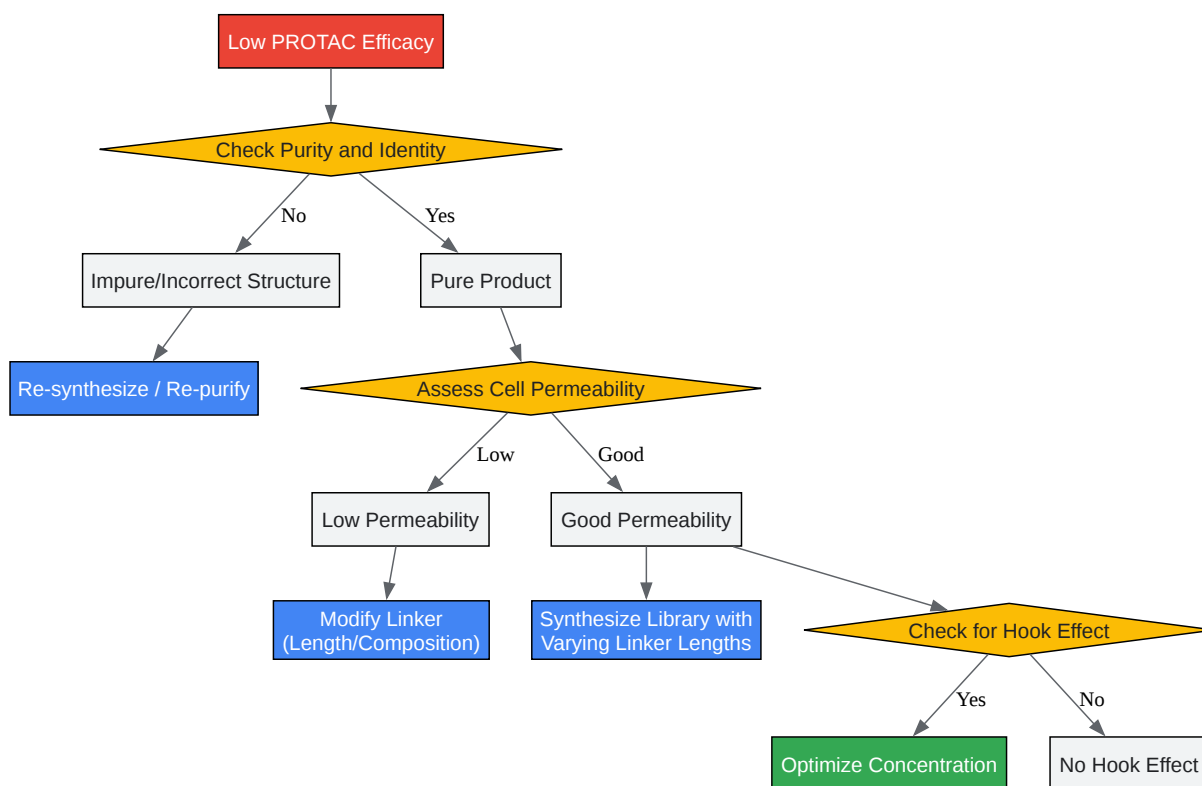 Low PROTAC Efficacy
Check Purity and Identity
No
Yes
Impure/Incorrect Structure
Pure Product
Re-synthesize / Re-purify
Assess Cell Permeability
Low
Good
Low Permeability
Good Permeability
Modify Linker
(Length/Composition)
Synthesize Library with
Varying Linker Lengths
Check for Hook Effect
Yes
No
Optimize Concentration
No Hook Effect